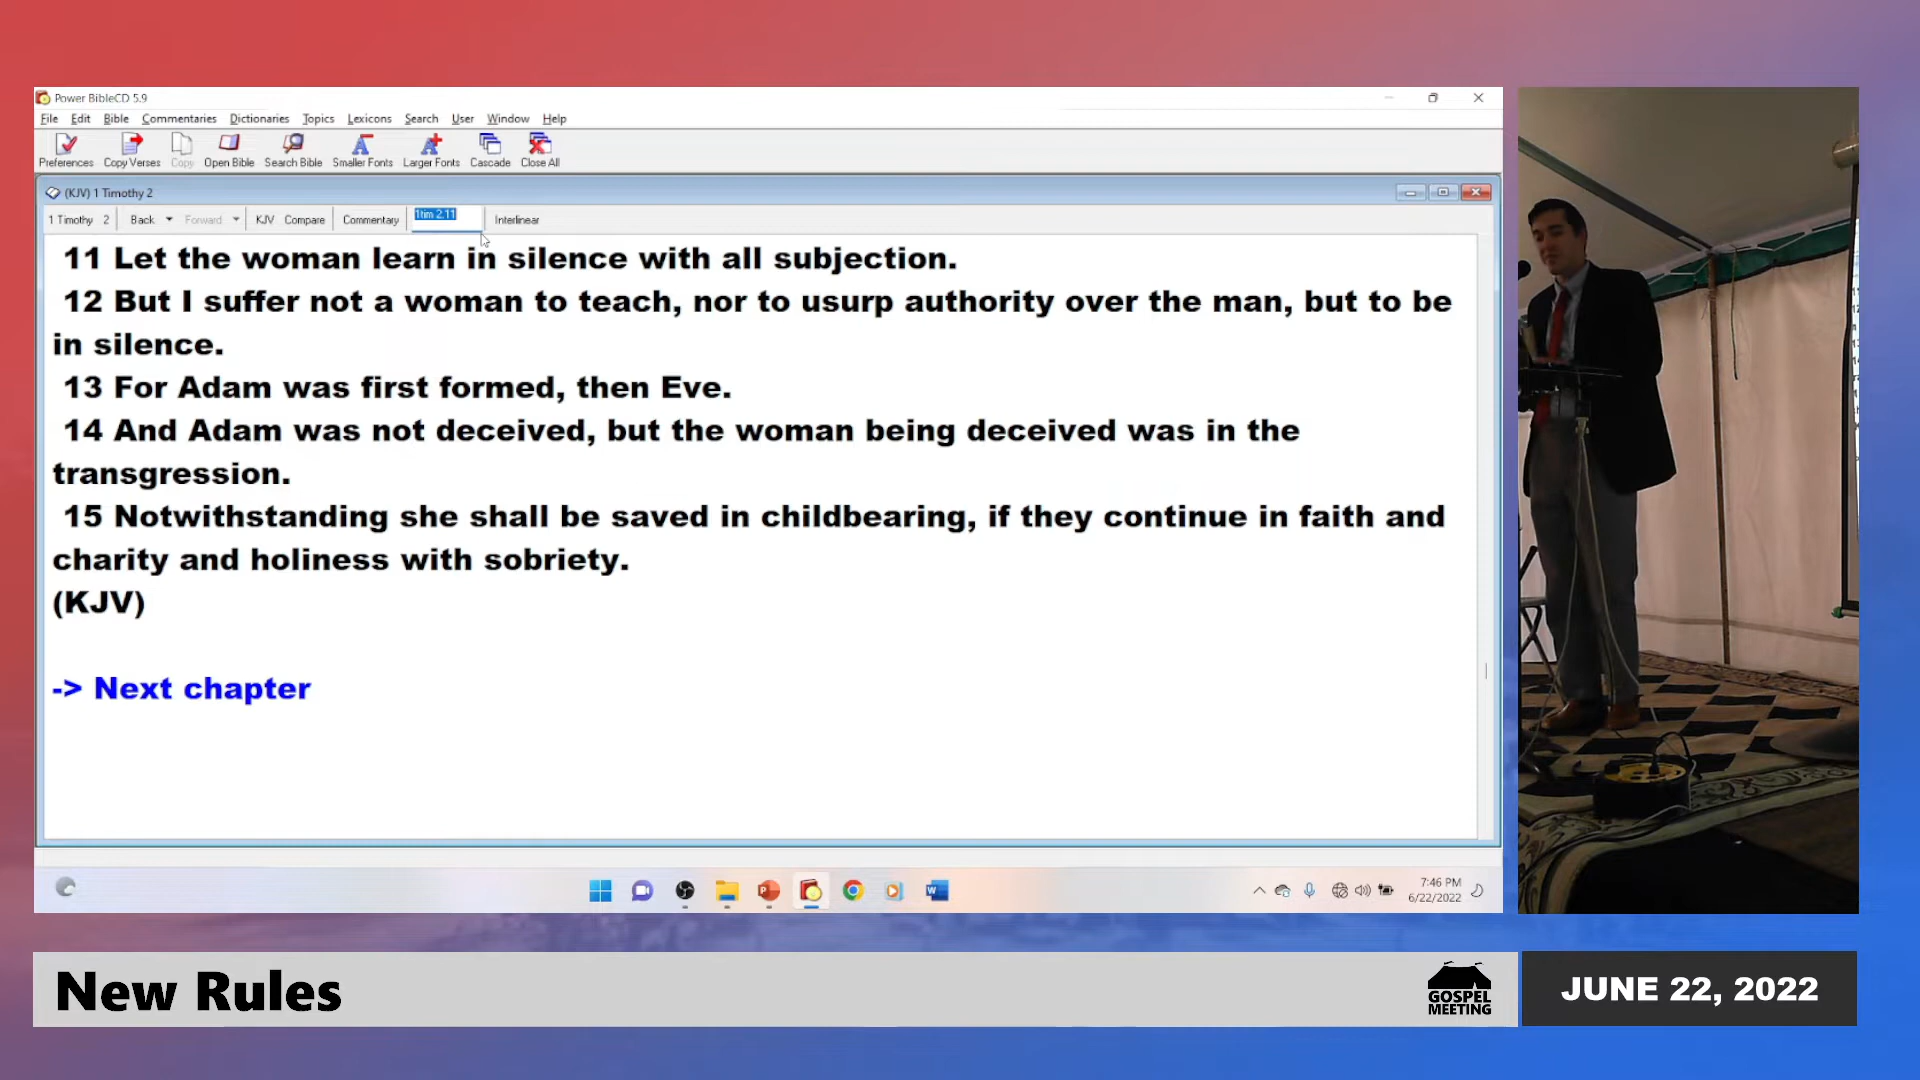 Power BibleCD 5.9
File Edit Bible Commentaries Dictionaries Topics Lexicons Search User Window Help
Preferences Copy Verses Copy Open Bible Search Bible Smaller Fonts Larger Fonts Cascade Close All
(KJV) 1 Timothy 2
1 Timothy 2 Back Forward KJV Compare Commentary 1tim 2:11 Interlinear
11 Let the woman learn in silence with all subjection.
12 But I suffer not a woman to teach, nor to usurp authority over the man, but to be
in silence.
13 For Adam was first formed, then Eve.
14 And Adam was not deceived, but the woman being deceived was in the
transgression.
15 Notwithstanding she shall be saved in childbearing, if they continue in faith and
charity and holiness with sobriety.
(KJV)
-> Next chapter
7:46 PM
6/22/2022
New Rules
GOSPEL
MEETING
JUNE 22, 2022